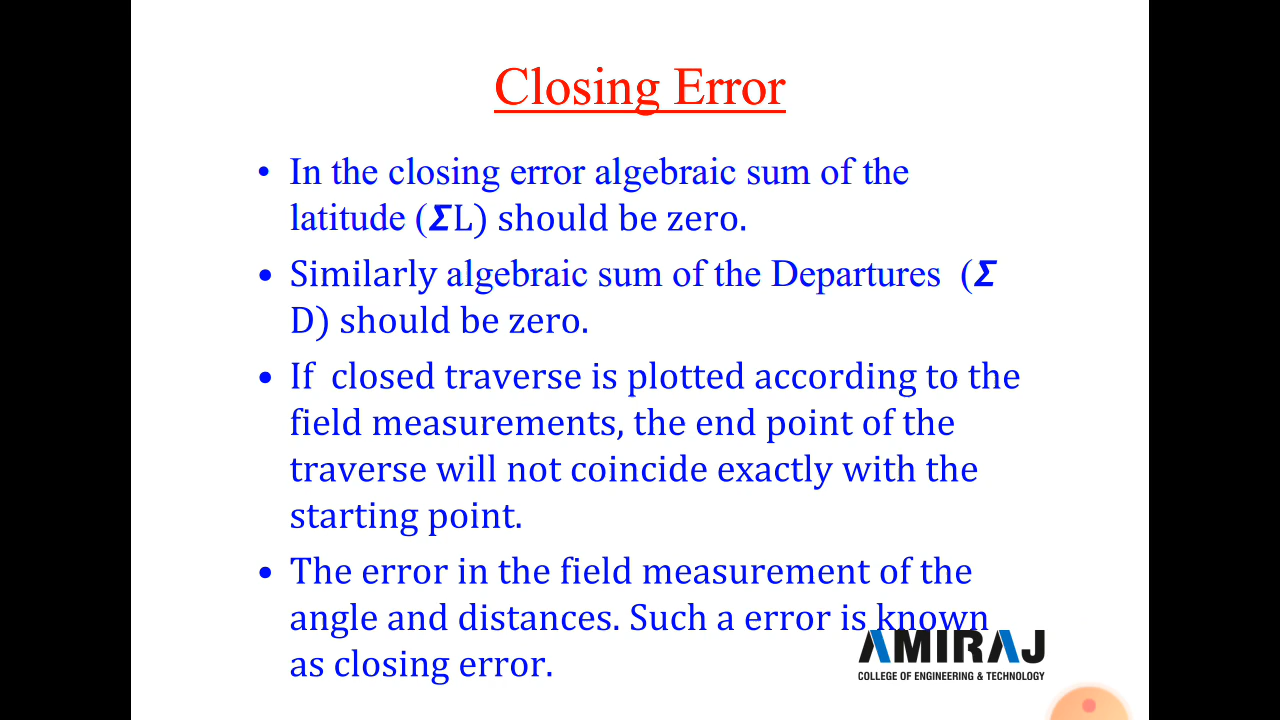 Closing Error
• In the closing error algebraic sum of the
latitude (ΣL) should be zero.
• Similarly algebraic sum of the Departures (Σ
D) should be zero.
• If closed traverse is plotted according to the
field measurements, the end point of the
traverse will not coincide exactly with the
starting point.
• The error in the field measurement of the
angle and distances. Such a error is known
as closing error.
AMIRAJ
COLLEGE OF ENGINEERING & TECHNOLOGY